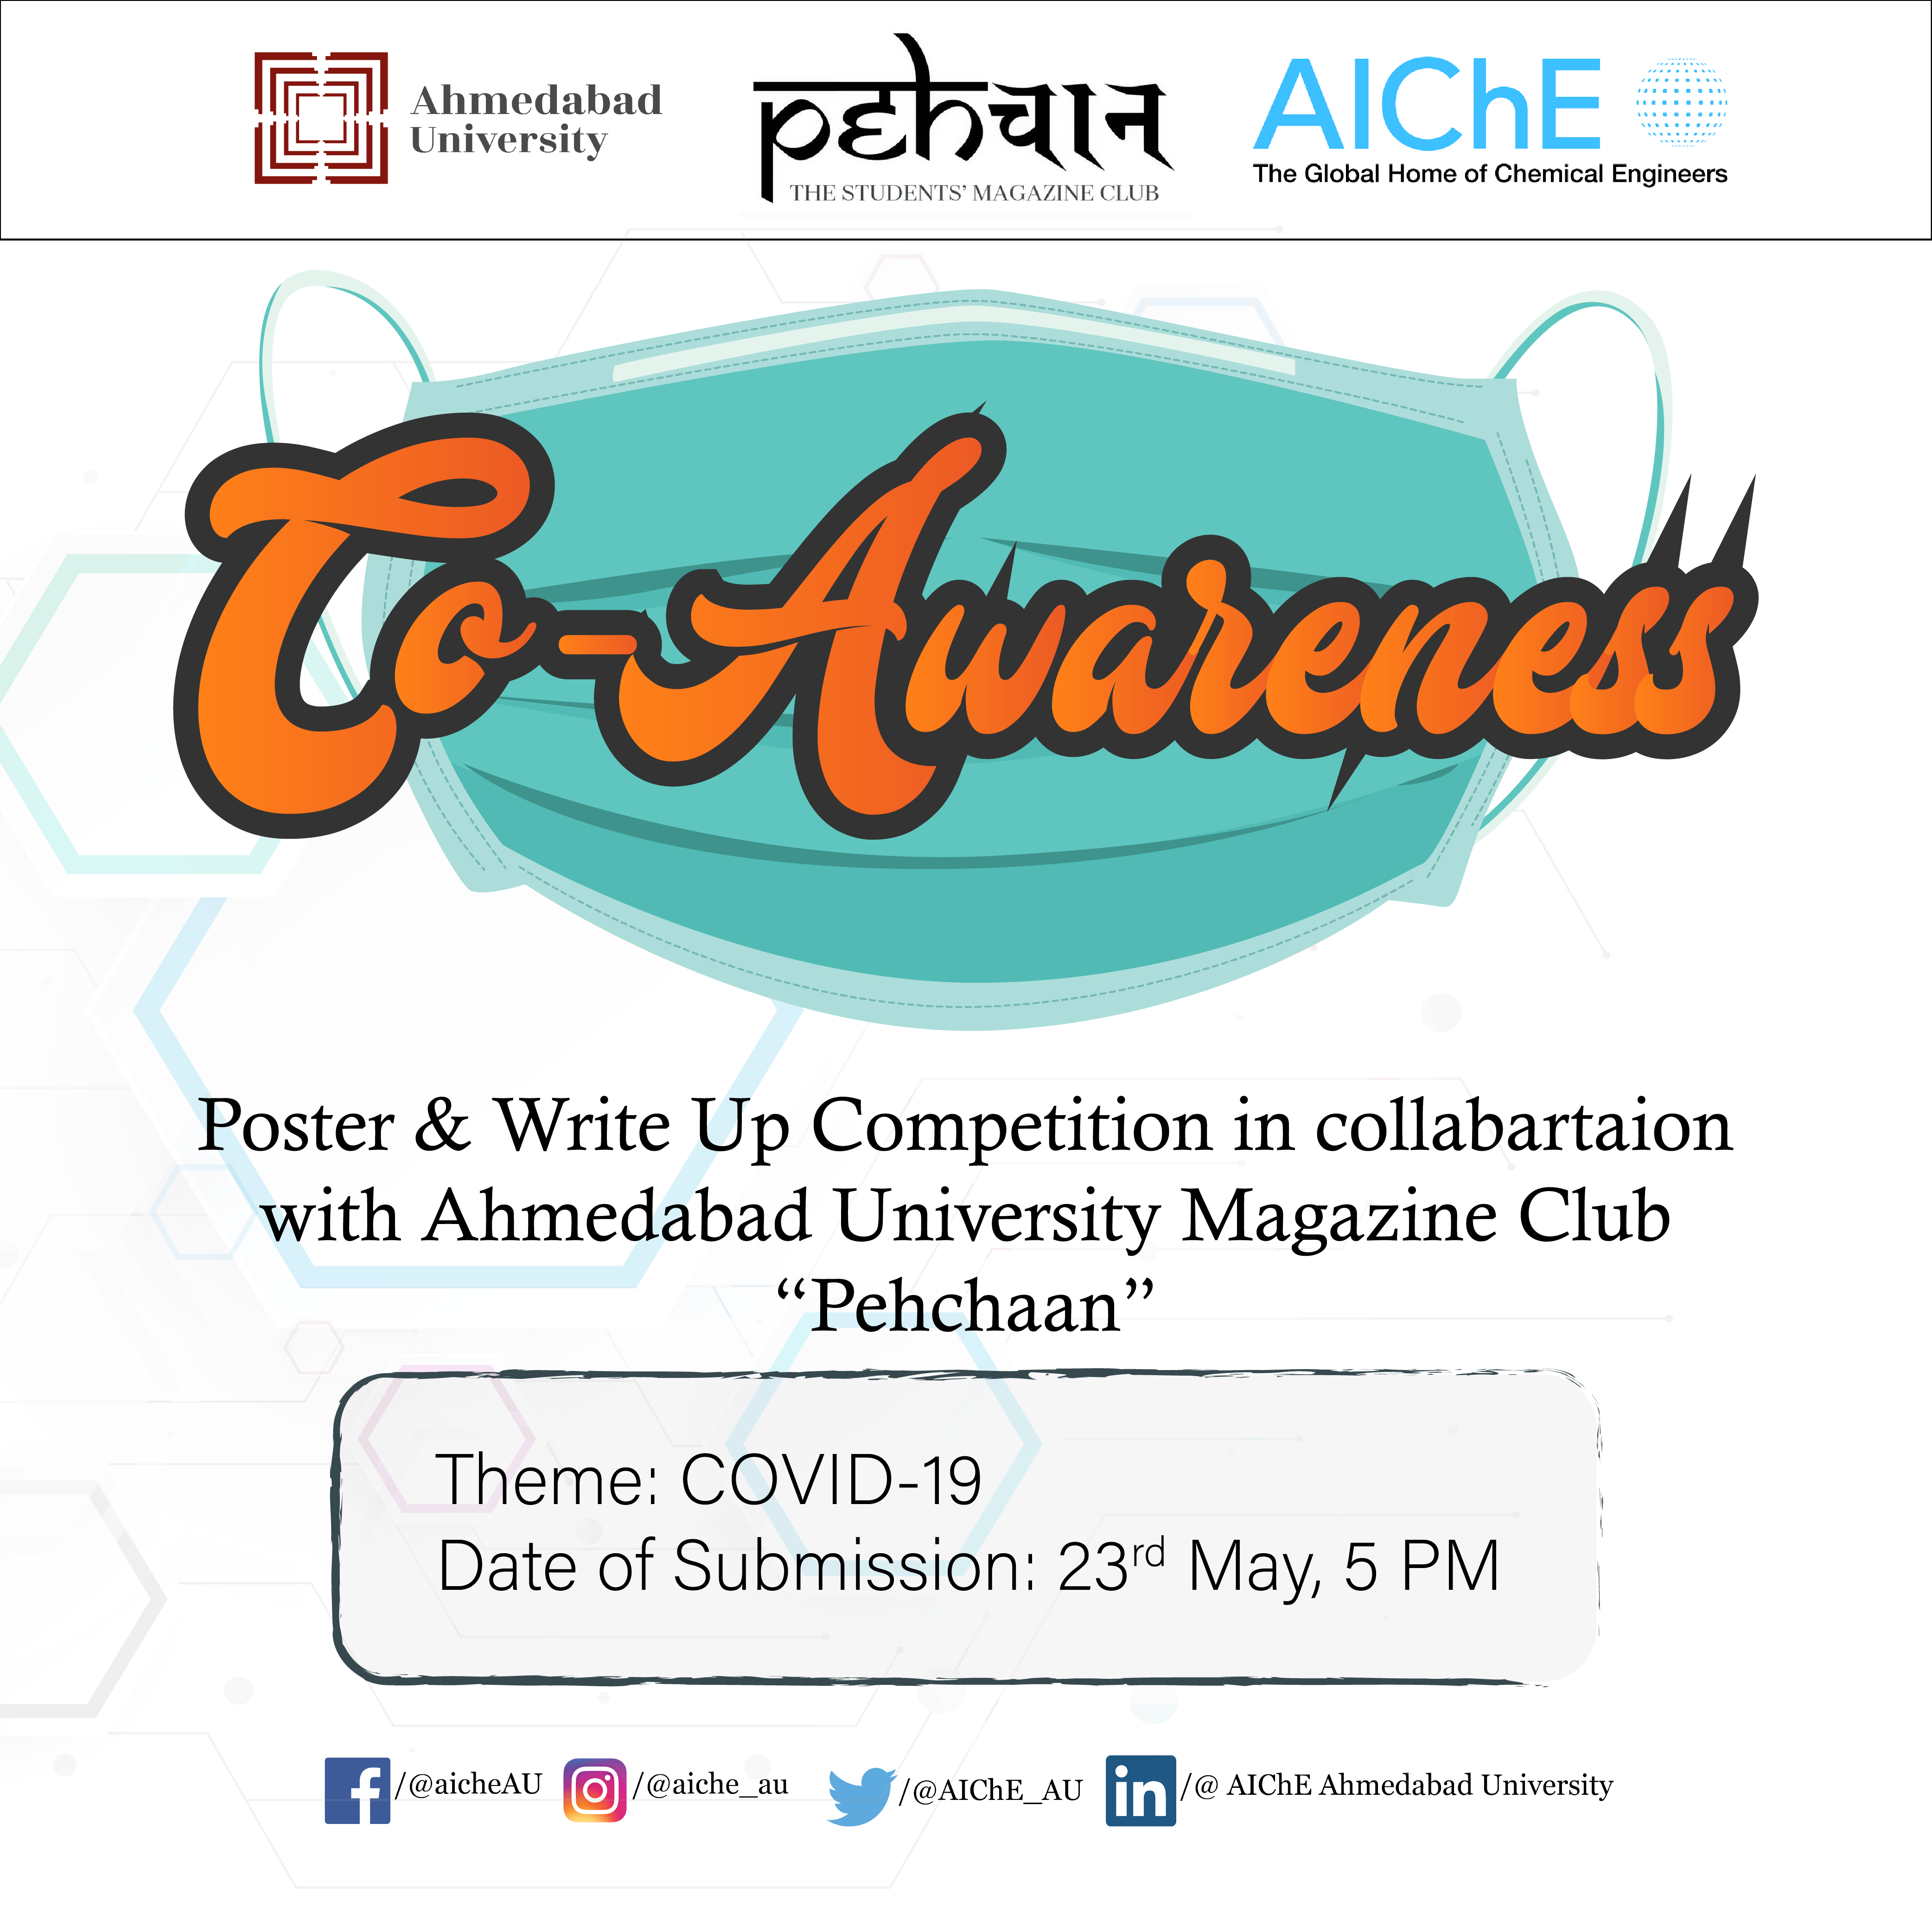 Ahmedabad
University
pehचान
THE STUDENTS' MAGAZINE CLUB
AIChE
The Global Home of Chemical Engineers
Co-Awareness
Poster & Write Up Competition in collabartaion
with Ahmedabad University Magazine Club
“Pehchaan”
Theme: COVID-19
Date of Submission: 23rd May, 5 PM
/@aicheAU /@aiche_au /@AIChE_AU /@ AIChE Ahmedabad University